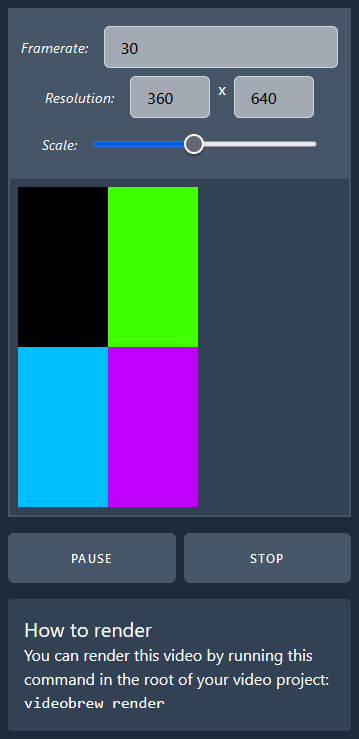 Framerate: 30
Resolution: 360 x 640
Scale:
PAUSE STOP
How to render
You can render this video by running this
command in the root of your video project:
videobrew render